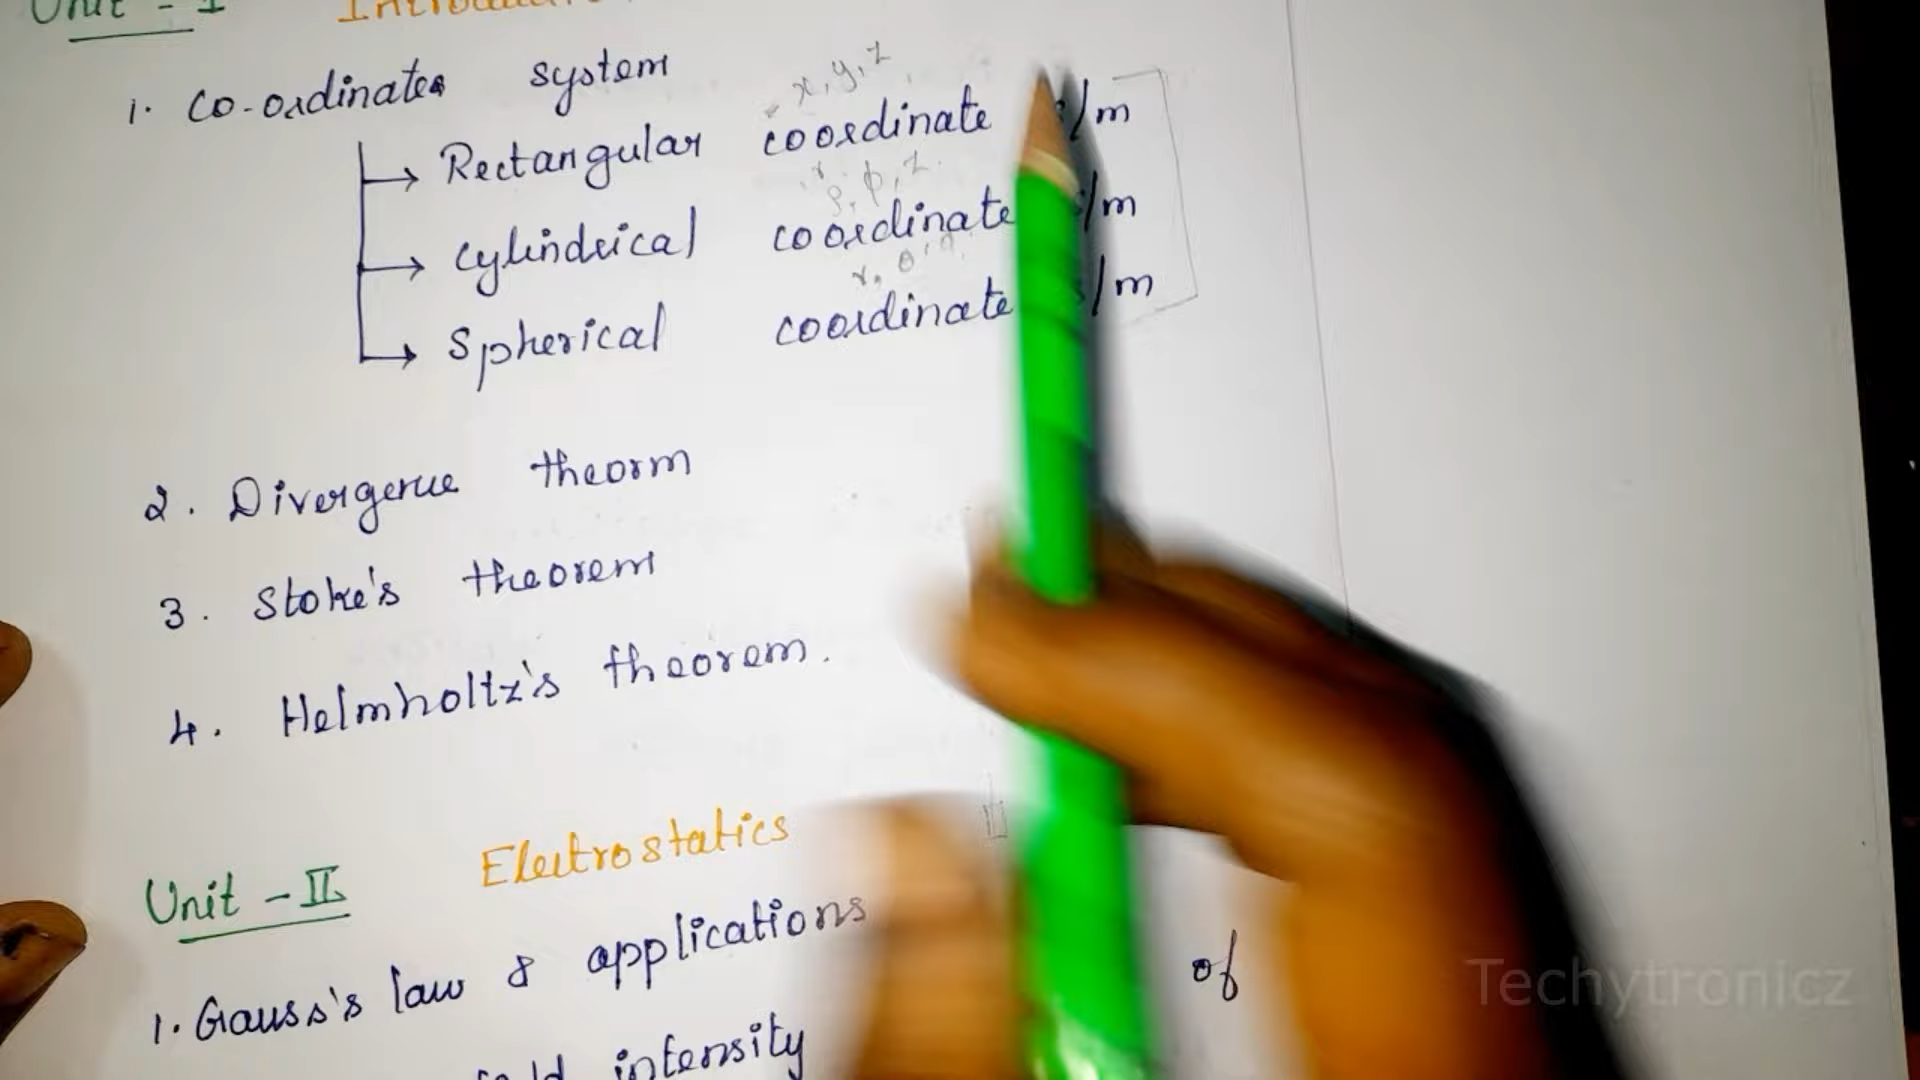 Unit - I
1. Co-ordinates system
x, y, z
Rectangular coordinate s/m
ρ, ϕ, z
Cylindrical coordinate s/m
r, θ
Spherical coordinate s/m
2. Divergence theorm
3. Stoke's theorem
4. Helmholtz's theorem.
Unit - II Electrostatics
1. Gauss's law & applications of
intensity
Techytronicz